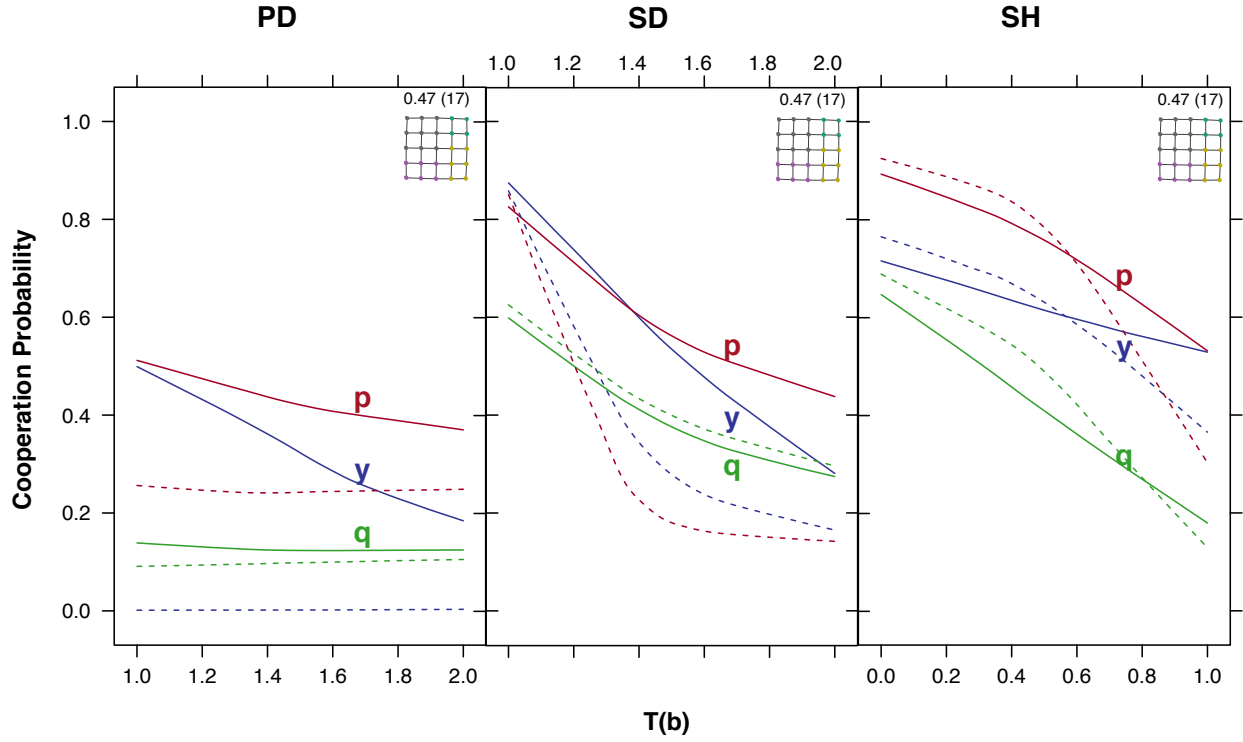 PD SD SH
1.0 1.2 1.4 1.6 1.8 2.0
0.47 (17) 0.47 (17) 0.47 (17)
1.0
0.8
0.6
0.4
0.2
0.0
Cooperation Probability
p
y
q
p
y
q
p
y
q
1.0 1.2 1.4 1.6 1.8 2.0
0.0 0.2 0.4 0.6 0.8 1.0
T(b)